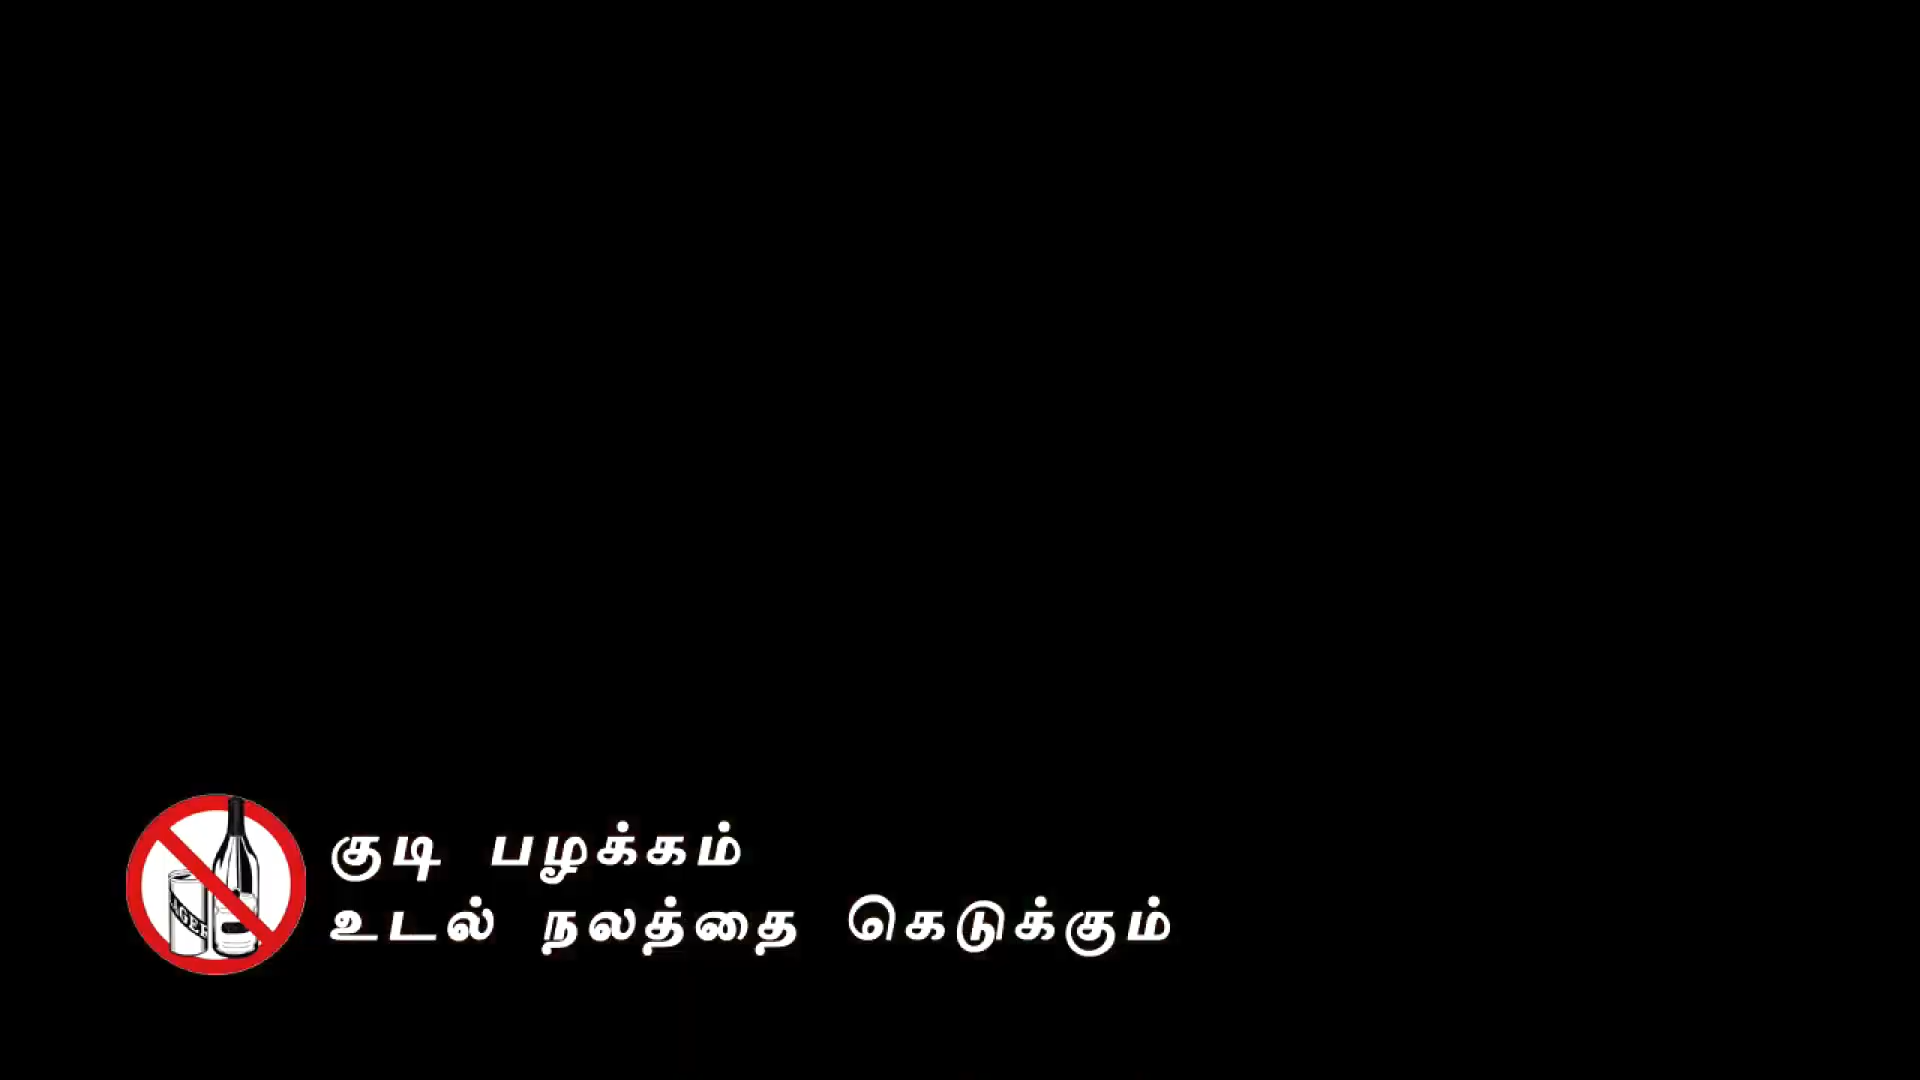 குடி பழக்கம்
உடல் நலத்தை கெடுக்கும்